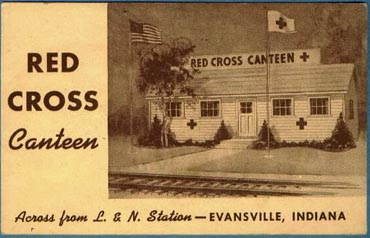 RED
CROSS
Canteen
RED CROSS CANTEEN
Across from L. & N. Station — EVANSVILLE, INDIANA